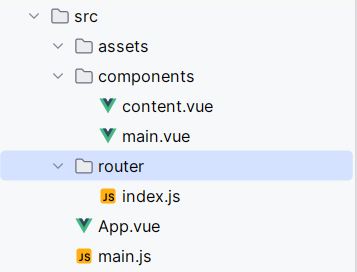 src
assets
components
content.vue
main.vue
router
JS index.js
App.vue
JS main.js